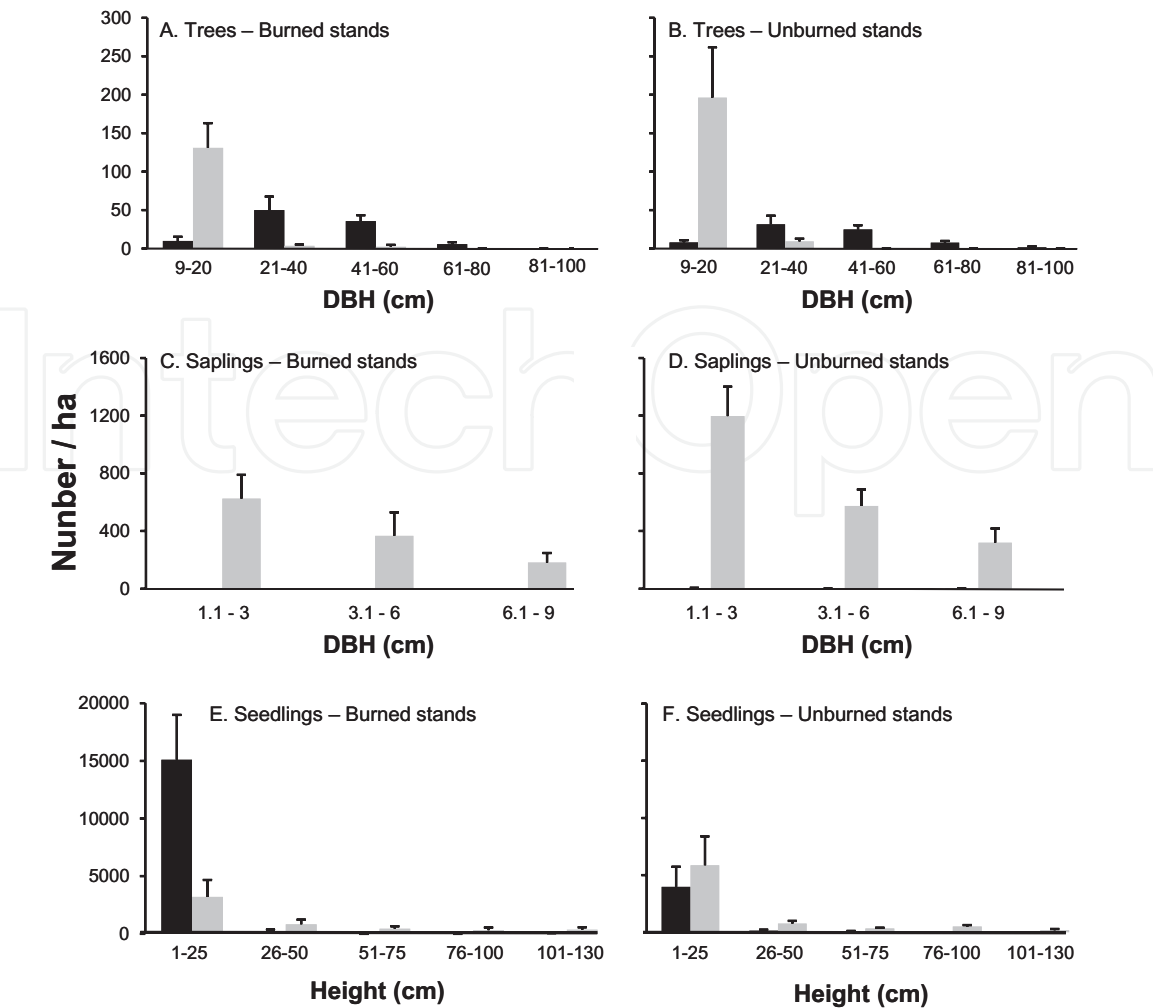 A. Trees – Burned stands
300
250
200
150
100
50
0
9-20 21-40 41-60 61-80 81-100
DBH (cm)
B. Trees – Unburned stands
9-20 21-40 41-60 61-80 81-100
DBH (cm)
Intech Open
Nunber / ha
C. Saplings – Burned stands
1600
1200
800
400
0
1.1 - 3 3.1 - 6 6.1 - 9
DBH (cm)
D. Saplings – Unburned stands
1.1 - 3 3.1 - 6 6.1 - 9
DBH (cm)
E. Seedlings – Burned stands
20000
15000
10000
5000
0
1-25 26-50 51-75 76-100 101-130
Height (cm)
F. Seedlings – Unburned stands
1-25 26-50 51-75 76-100 101-130
Height (cm)